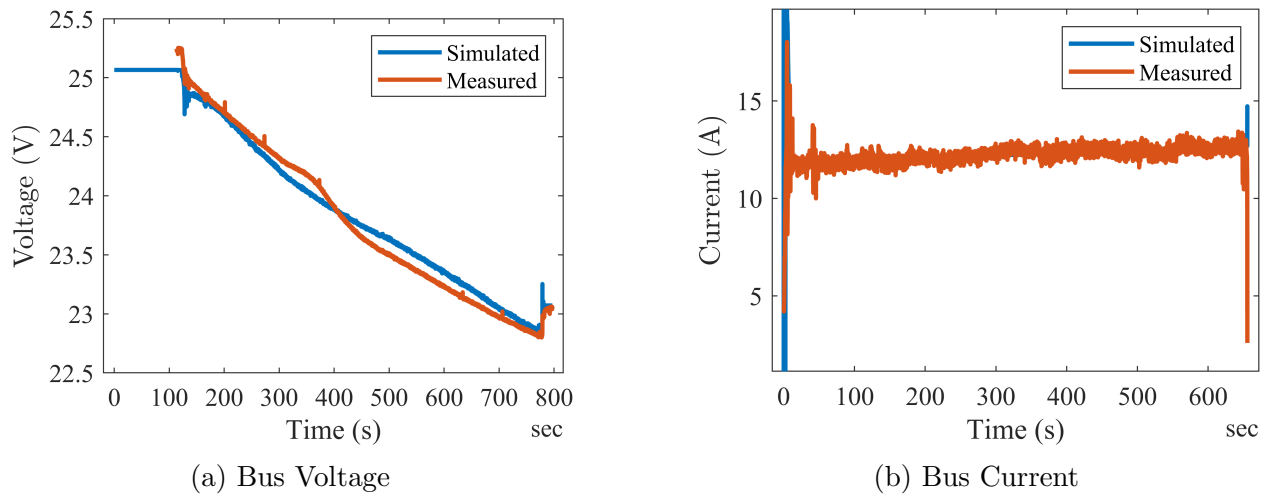 25.5
25
24.5
24
23.5
23
22.5
Voltage (V)
0 100 200 300 400 500 600 700 800
Time (s)
sec
Simulated
Measured
(a) Bus Voltage
15
10
5
Current (A)
0 100 200 300 400 500 600
Time (s)
sec
Simulated
Measured
(b) Bus Current